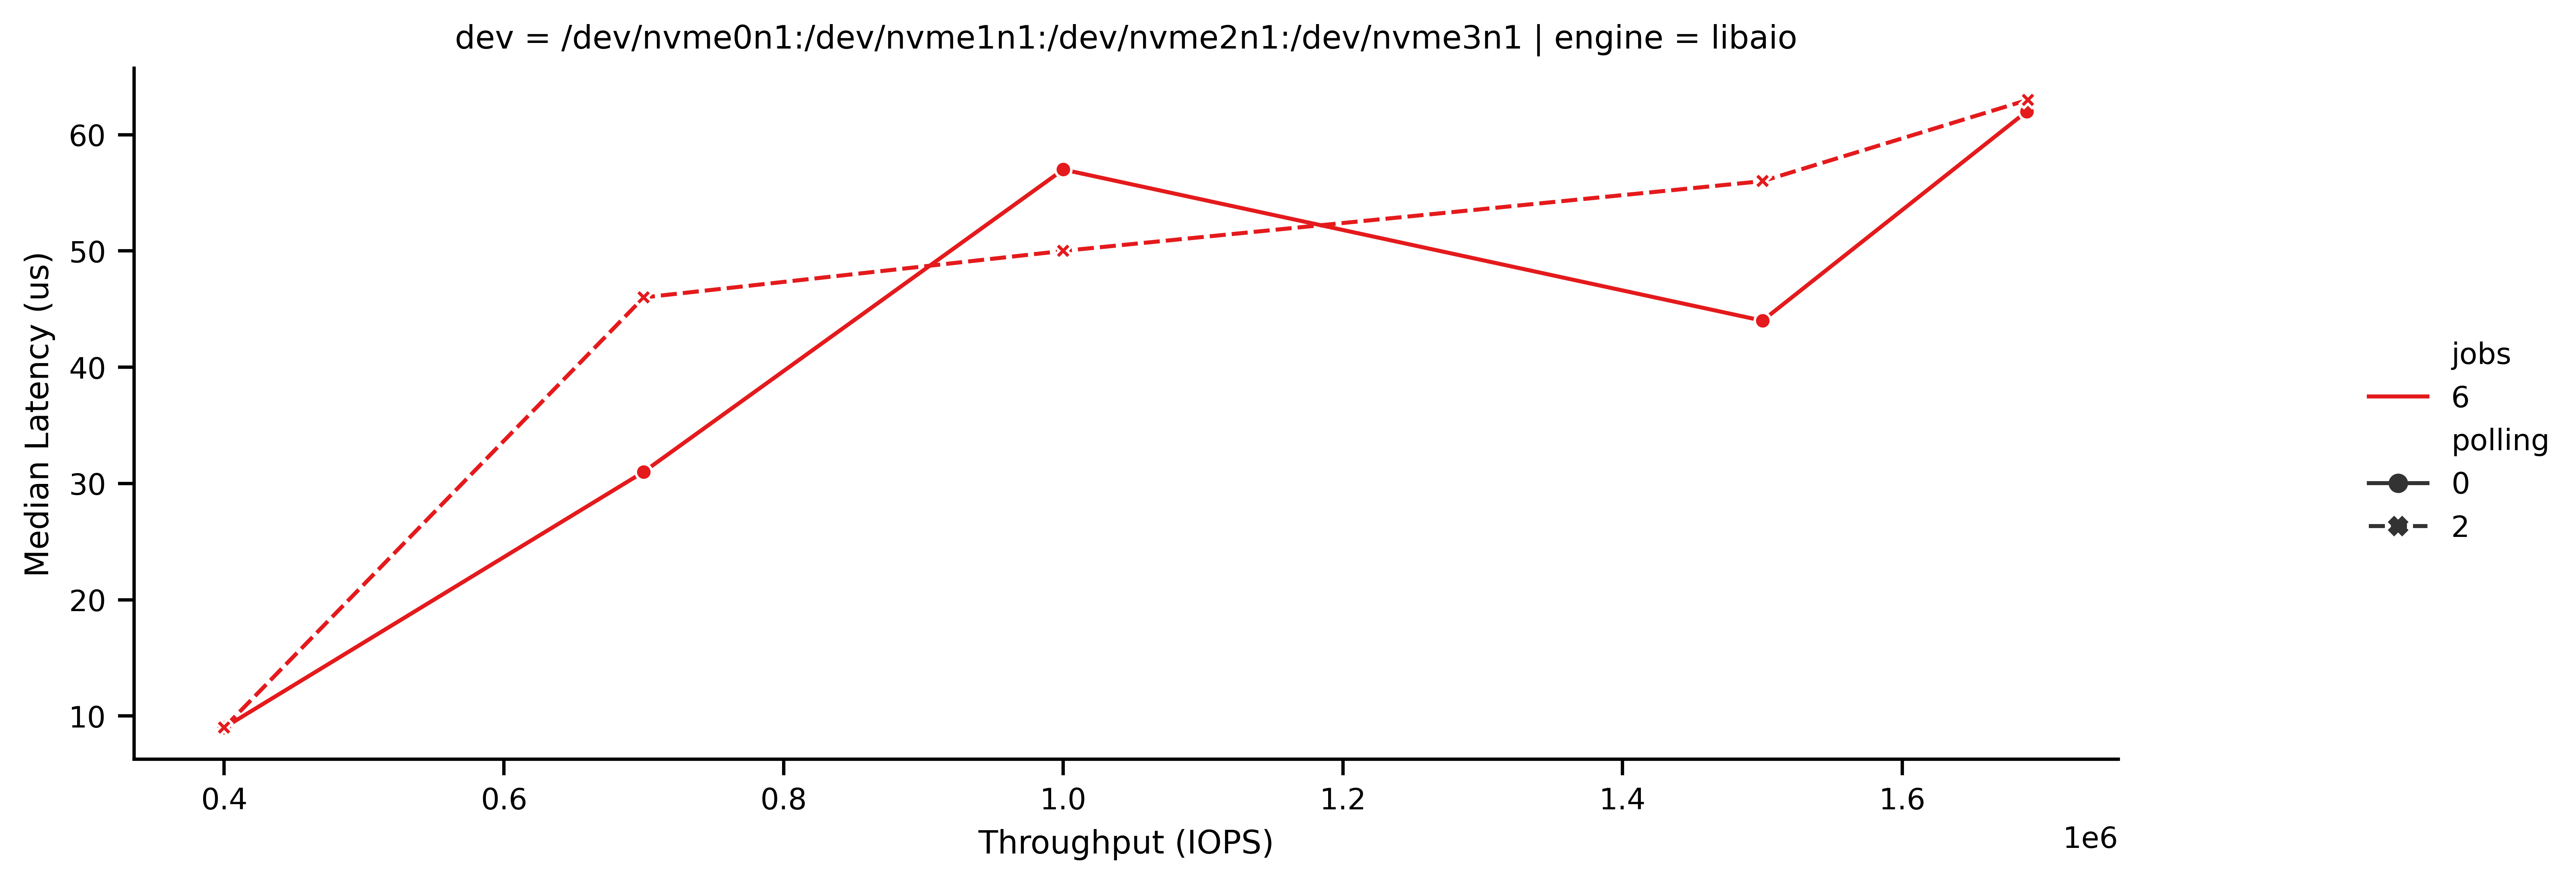 dev = /dev/nvme0n1:/dev/nvme1n1:/dev/nvme2n1:/dev/nvme3n1 | engine = libaio
Median Latency (us)
60
50
40
30
20
10
0.4
0.6
0.8
1.0
1.2
1.4
1.6
1e6
Throughput (IOPS)
jobs
6
polling
0
2